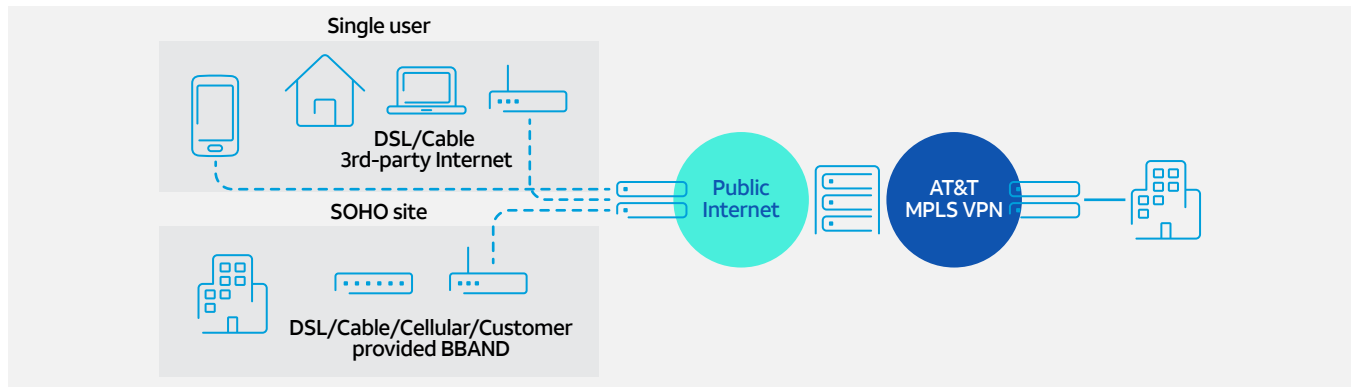 Single user
DSL/Cable
3rd-party Internet
SOHO site
DSL/Cable/Cellular/Customer
provided BBAND
Public
Internet
AT&T
MPLS VPN